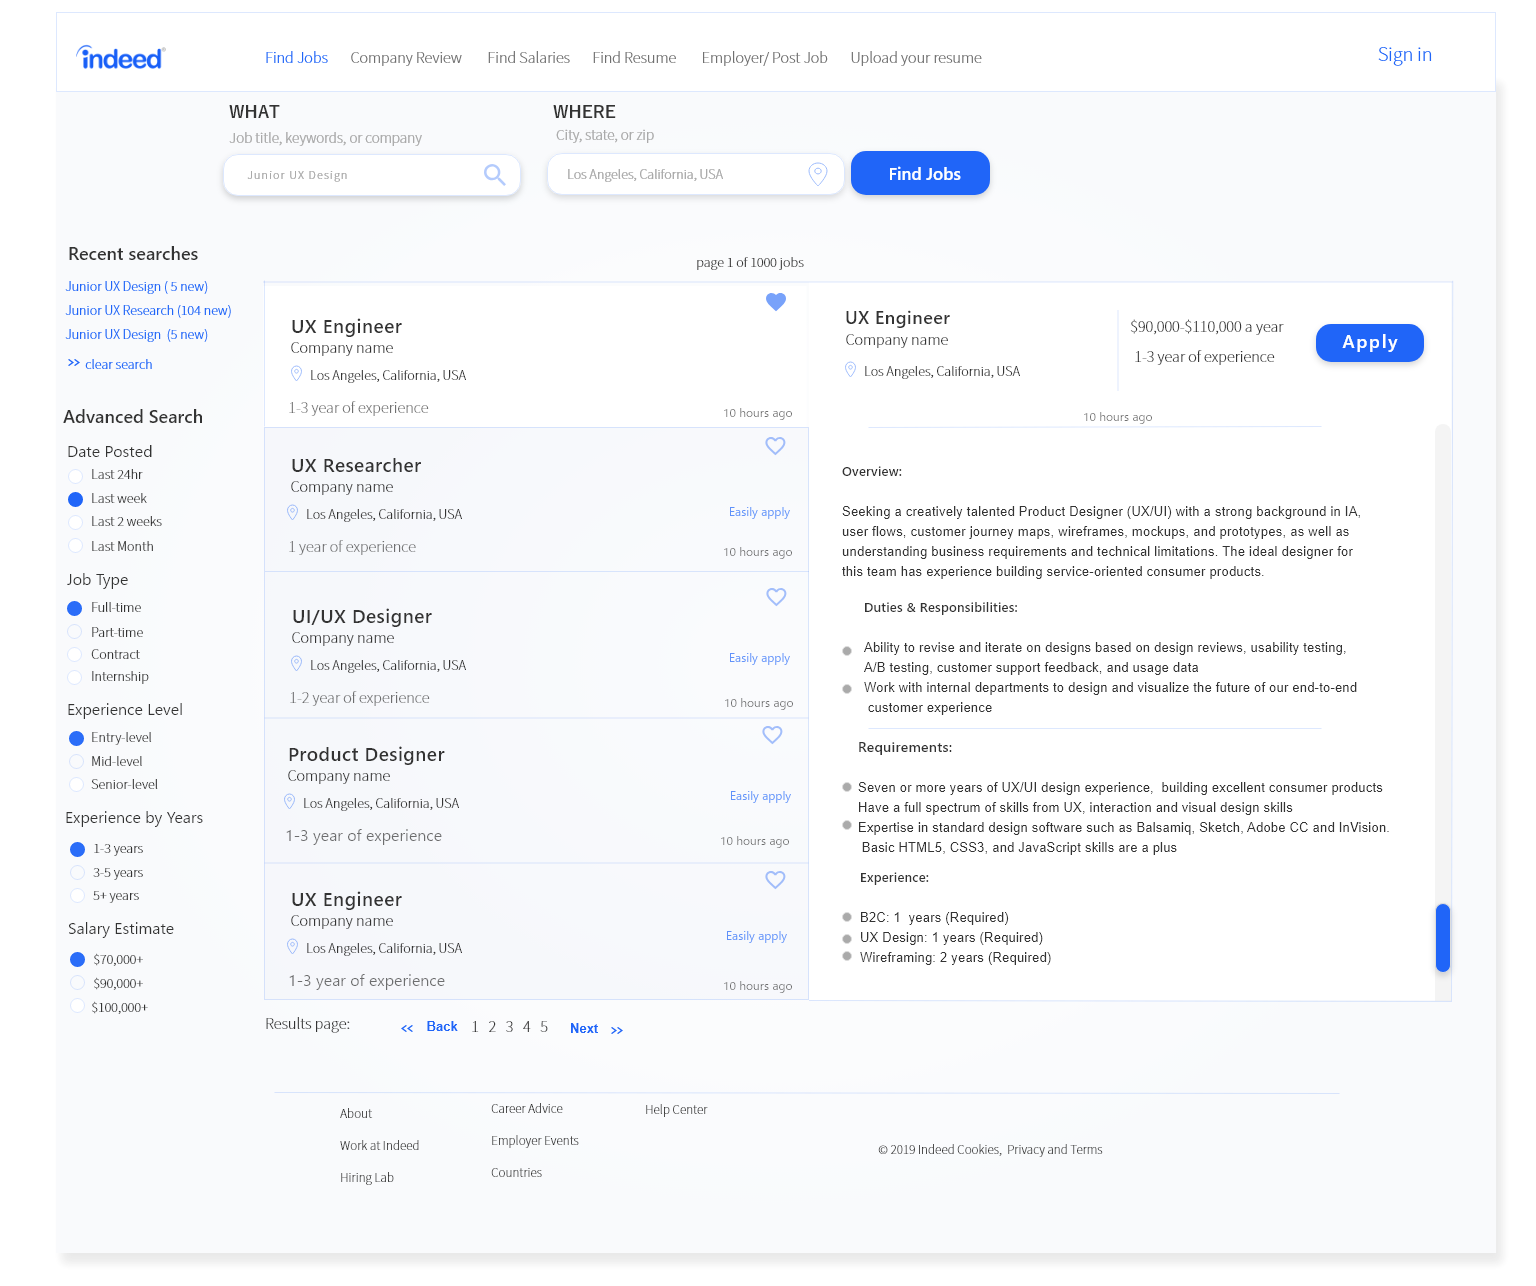 indeed
Find Jobs
Company Review
Find Salaries
Find Resume
Employer/ Post Job
Upload your resume
Sign in
WHAT
Job title, keywords, or company
Junior UX Design
WHERE
City, state, or zip
Los Angeles, California, USA
Find Jobs
Recent searches
Junior UX Design ( 5 new)
Junior UX Research (104 new)
Junior UX Design  (5 new)
>> clear search
Advanced Search
Date Posted
Last 24hr
Last week
Last 2 weeks
Last Month
Job Type
Full-time
Part-time
Contract
Internship
Experience Level
Entry-level
Mid-level
Senior-level
Experience by Years
1-3 years
3-5 years
5+ years
Salary Estimate
$70,000+
$90,000+
$100,000+
page 1 of 1000 jobs
UX Engineer
Company name
Los Angeles, California, USA
1-3 year of experience
10 hours ago
UX Researcher
Company name
Los Angeles, California, USA
Easily apply
1 year of experience
10 hours ago
UI/UX Designer
Company name
Los Angeles, California, USA
Easily apply
1-2 year of experience
10 hours ago
Product Designer
Company name
Los Angeles, California, USA
Easily apply
1-3 year of experience
10 hours ago
UX Engineer
Company name
Los Angeles, California, USA
Easily apply
1-3 year of experience
10 hours ago
UX Engineer
Company name
Los Angeles, California, USA
$90,000-$110,000 a year
1-3 year of experience
Apply
10 hours ago
Overview:
Seeking a creatively talented Product Designer (UX/UI) with a strong background in IA,
user flows, customer journey maps, wireframes, mockups, and prototypes, as well as
understanding business requirements and technical limitations. The ideal designer for
this team has experience building service-oriented consumer products.
Duties & Responsibilities:
Ability to revise and iterate on designs based on design reviews, usability testing,
A/B testing, customer support feedback, and usage data
Work with internal departments to design and visualize the future of our end-to-end
customer experience
Requirements:
Seven or more years of UX/UI design experience,  building excellent consumer products
Have a full spectrum of skills from UX, interaction and visual design skills
Expertise in standard design software such as Balsamiq, Sketch, Adobe CC and InVision.
Basic HTML5, CSS3, and JavaScript skills are a plus
Experience:
B2C: 1  years (Required)
UX Design: 1 years (Required)
Wireframing: 2 years (Required)
Results page: << Back 1 2 3 4 5 Next >>
About
Work at Indeed
Hiring Lab
Career Advice
Employer Events
Countries
Help Center
© 2019 Indeed Cookies,  Privacy and Terms